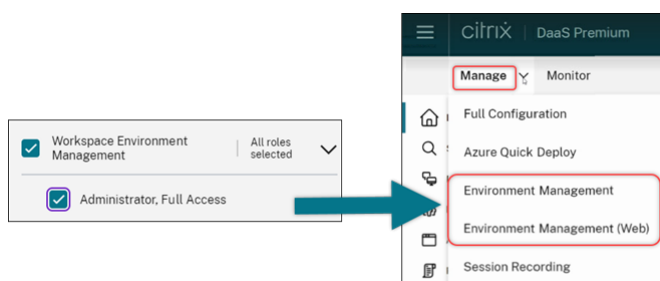 Workspace Environment
Management
All roles
selected
Administrator, Full Access
citrix | DaaS Premium
Manage
Monitor
Full Configuration
Azure Quick Deploy
Environment Management
Environment Management (Web)
Session Recording